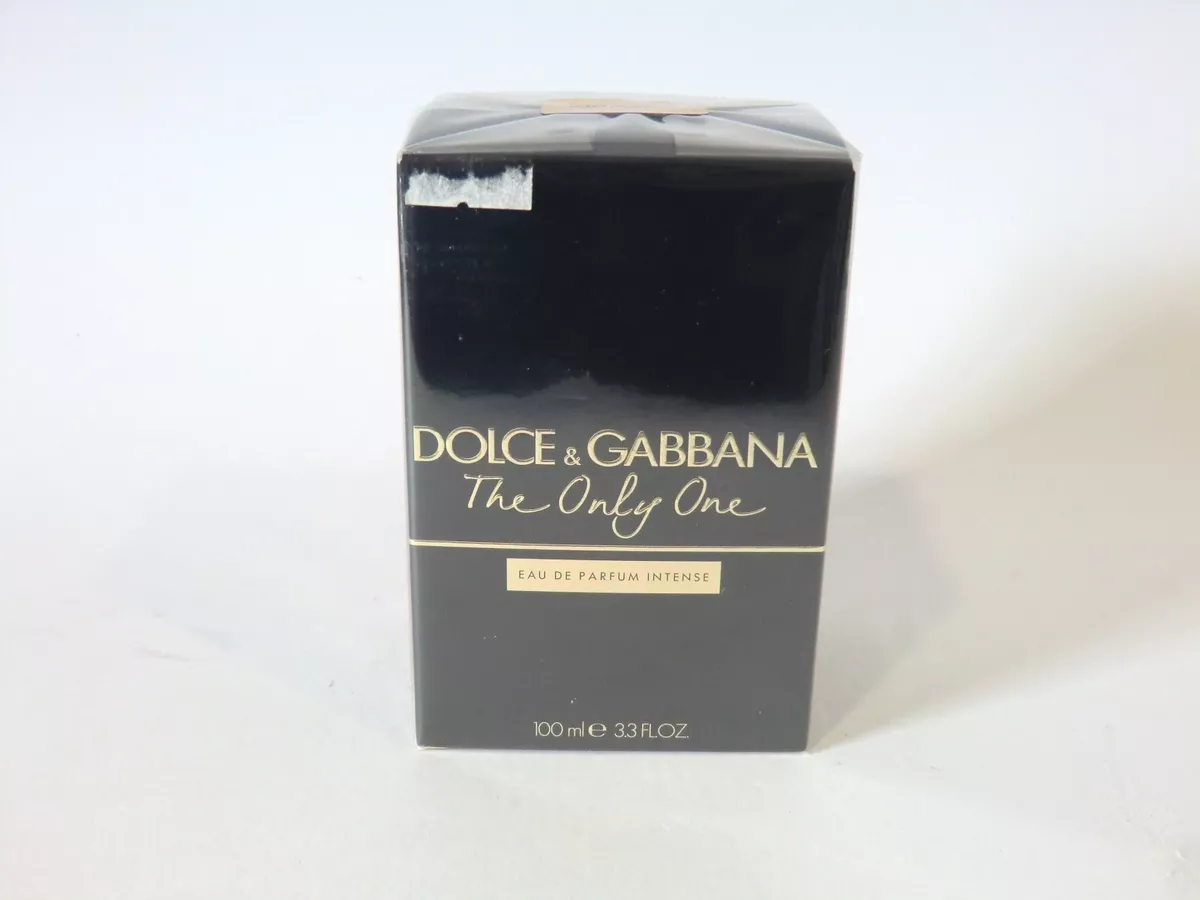 DOLCE & GABBANA
The Only One
EAU DE PARFUM INTENSE
100 ml ℮ 3.3 FL.OZ.